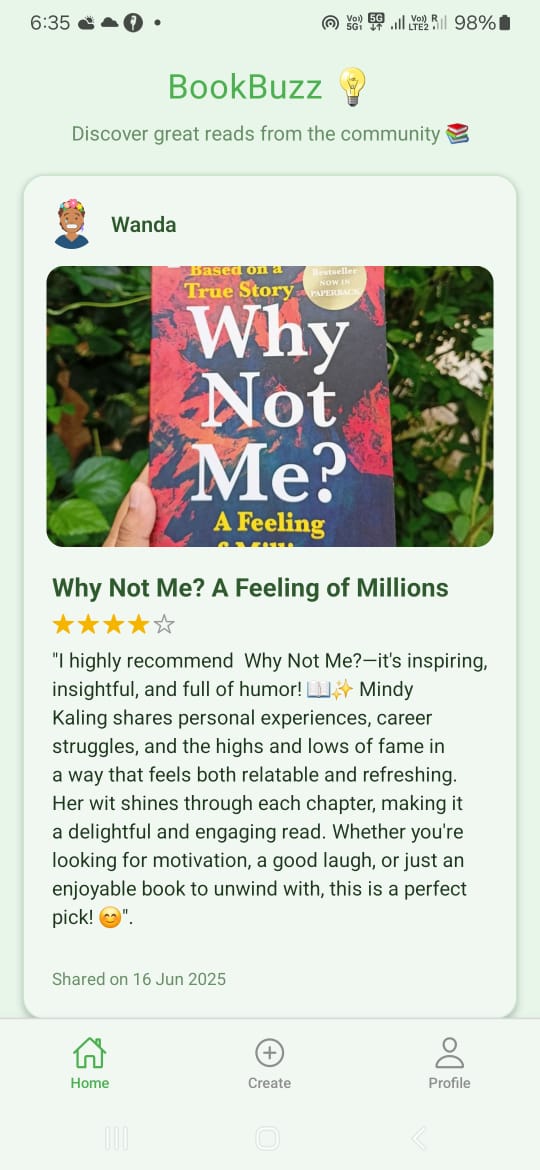 6:35
Vo)) 5G1 5G Vo)) LTE2 R 98%
BookBuzz 💡
Discover great reads from the community 📚
Wanda
Based on a
True Story
Bestseller
NOW IN
PAPERBACK
Why
Not
Me?
A Feeling
Why Not Me? A Feeling of Millions
"I highly recommend  Why Not Me?—it's inspiring,
insightful, and full of humor! 📖✨ Mindy
Kaling shares personal experiences, career
struggles, and the highs and lows of fame in
a way that feels both relatable and refreshing.
Her wit shines through each chapter, making it
a delightful and engaging read. Whether you're
looking for motivation, a good laugh, or just an
enjoyable book to unwind with, this is a perfect
pick! 😊".
Shared on 16 Jun 2025
Home
Create
Profile